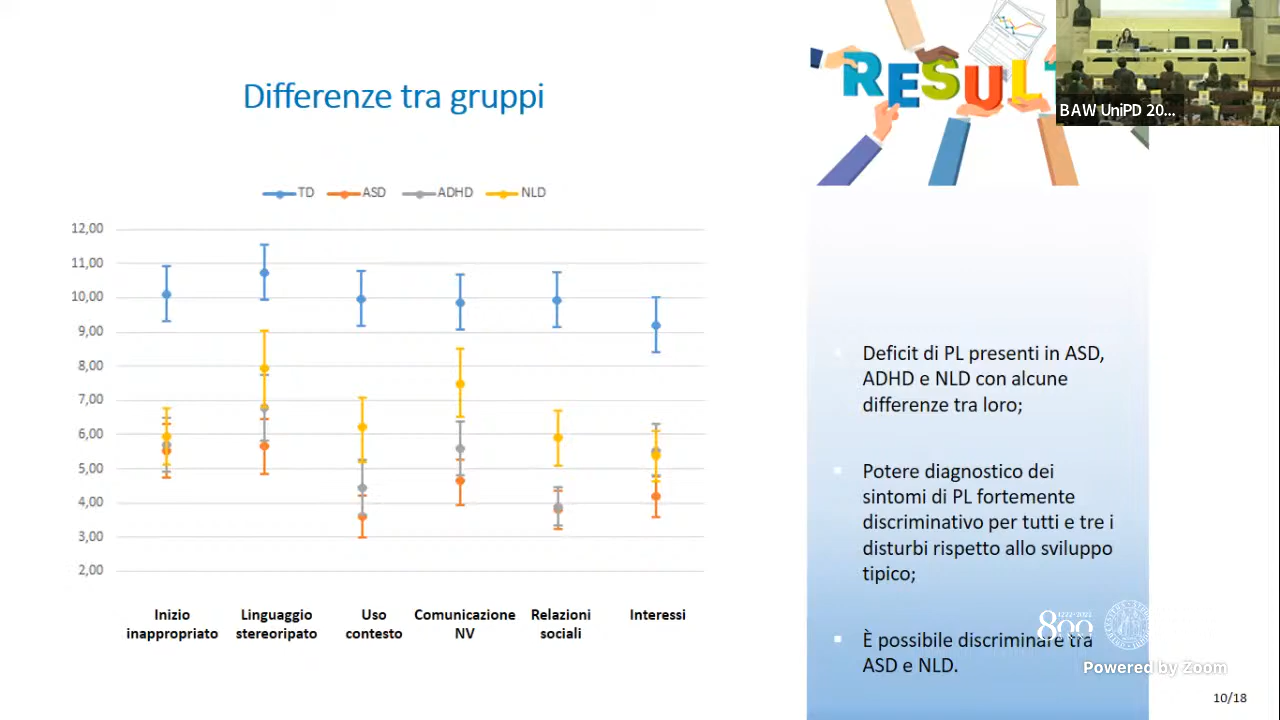 Differenze tra gruppi
RESULT
BAW UniPD 20...
TD ASD ADHD NLD
12,00
11,00
10,00
9,00
8,00
7,00
6,00
5,00
4,00
3,00
2,00
Inizio
inappropriato
Linguaggio
stereoripato
Uso
contesto
Comunicazione
NV
Relazioni
sociali
Interessi
Deficit di PL presenti in ASD,
ADHD e NLD con alcune
differenze tra loro;
Potere diagnostico dei
sintomi di PL fortemente
discriminativo per tutti e tre i
disturbi rispetto allo sviluppo
tipico;
È possibile discriminare tra
ASD e NLD.
1222-2022
800
Powered by Zoom
10/18